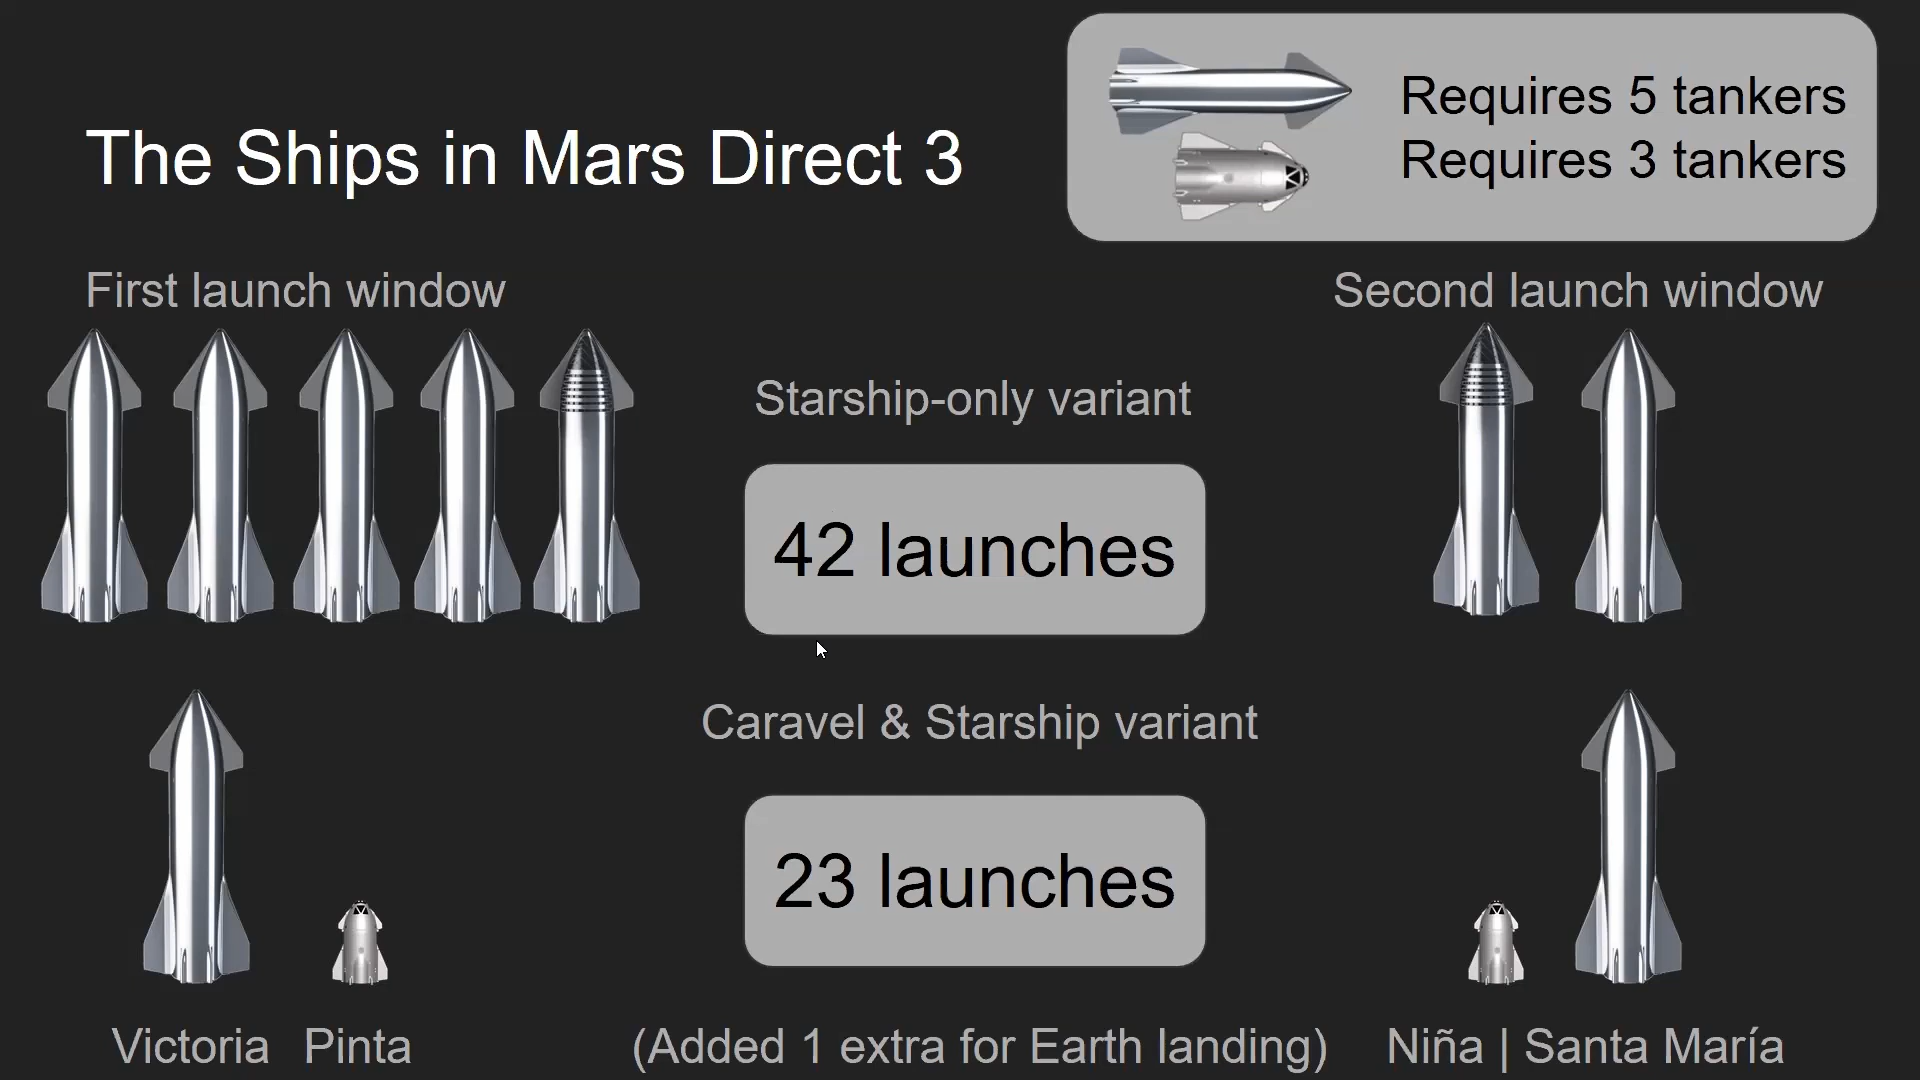 The Ships in Mars Direct 3
Requires 5 tankers
Requires 3 tankers
First launch window
Second launch window
Starship-only variant
42 launches
Caravel & Starship variant
23 launches
Victoria Pinta
(Added 1 extra for Earth landing)
Niña | Santa María